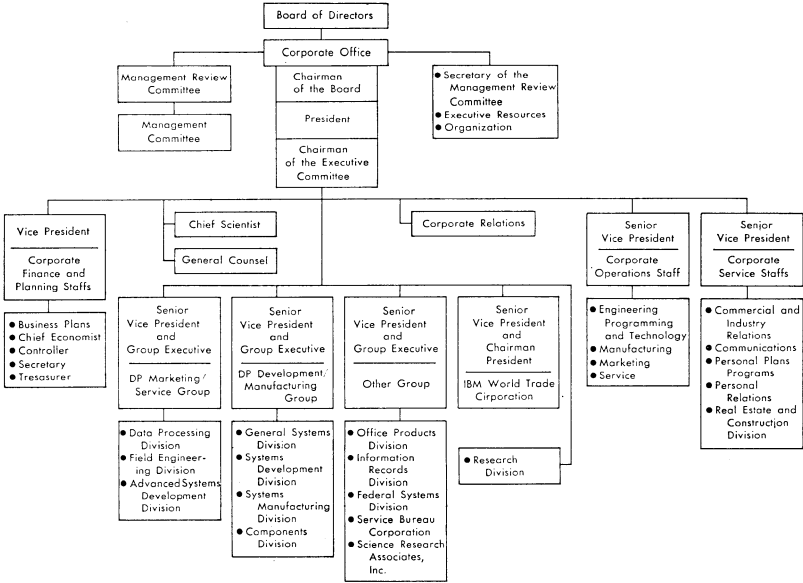 Board of Directors
Corporate Office
Management Review
Committee
Management
Committee
Chairman
of the Board
President
Chairman
of the Executive
Committee
● Secretary of the
Management Review
Committee
● Executive Resources
● Organization
Vice President
Corporate
Finance and
Planning Staffs
● Business Plans
● Chief Economist
● Controller
● Secretary
● Tresasurer
Chief Scientist
General Counsel
Corporate Relations
Senior
Vice President
Corporate
Operations Staff
● Engineering
Programming
and Technology
● Manufacturing
● Marketing
● Service
Senior
Vice President
Corporate
Service Staffs
● Commercial and
Industry
Relations
● Communications
● Personal Plans
Programs
● Personal
Relations
● Real Estate and
Construction
Division
Senior
Vice President
and
Group Executive
DP Marketing/
Service Group
● Data Processing
Division
● Field Engineer-
ing Division
● Advanced Systems
Development
Division
Senior
Vice President
and
Group Executive
DP Development/
Manufacturing
Group
● General Systems
Division
● Systems
Development
Division
● Systems
Manufacturing
Division
● Components
Division
Senior
Vice President
and
Group Executive
Other Group
● Office Products
Division
● Information
Records
Division
● Federal Systems
Division
● Service Bureau
Corporation
● Science Research
Associates,
Inc.
Senior
Vice President
and
Chairman
President
IBM World Trade
Cirporation
● Research
Division